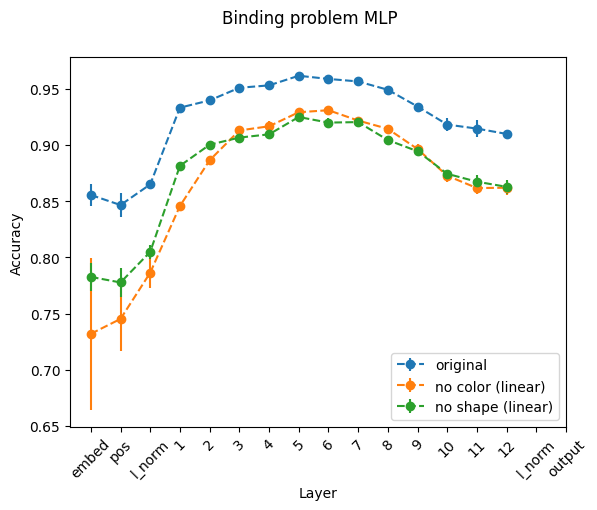 Binding problem MLP
Accuracy
0.95
0.90
0.85
0.80
0.75
0.70
0.65
original
no color (linear)
no shape (linear)
embed
pos
l_norm
1
2
3
4
5
6
7
8
9
10
11
12
l_norm
output
Layer